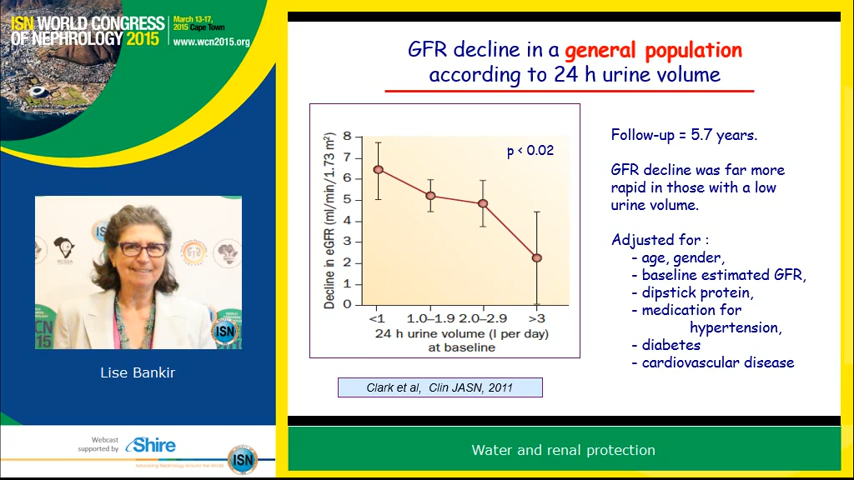 ISN WORLD CONGRESS
OF NEPHROLOGY 2015
March 13-17,
2015 Cape Town
www.wcn2015.org
GFR decline in a general population
according to 24 h urine volume
Decline in eGFR (ml/min/1.73 m²)
8
7
6
5
4
3
2
1
0
p < 0.02
<1 1.0–1.9 2.0–2.9 >3
24 h urine volume (l per day)
at baseline
Clark et al, Clin JASN, 2011
Follow-up = 5.7 years.
GFR decline was far more
rapid in those with a low
urine volume.
Adjusted for :
- age, gender,
- baseline estimated GFR,
- dipstick protein,
- medication for
hypertension,
- diabetes
- cardiovascular disease
ISN
Lise Bankir
Webcast
supported by
Shire
ISN
Water and renal protection